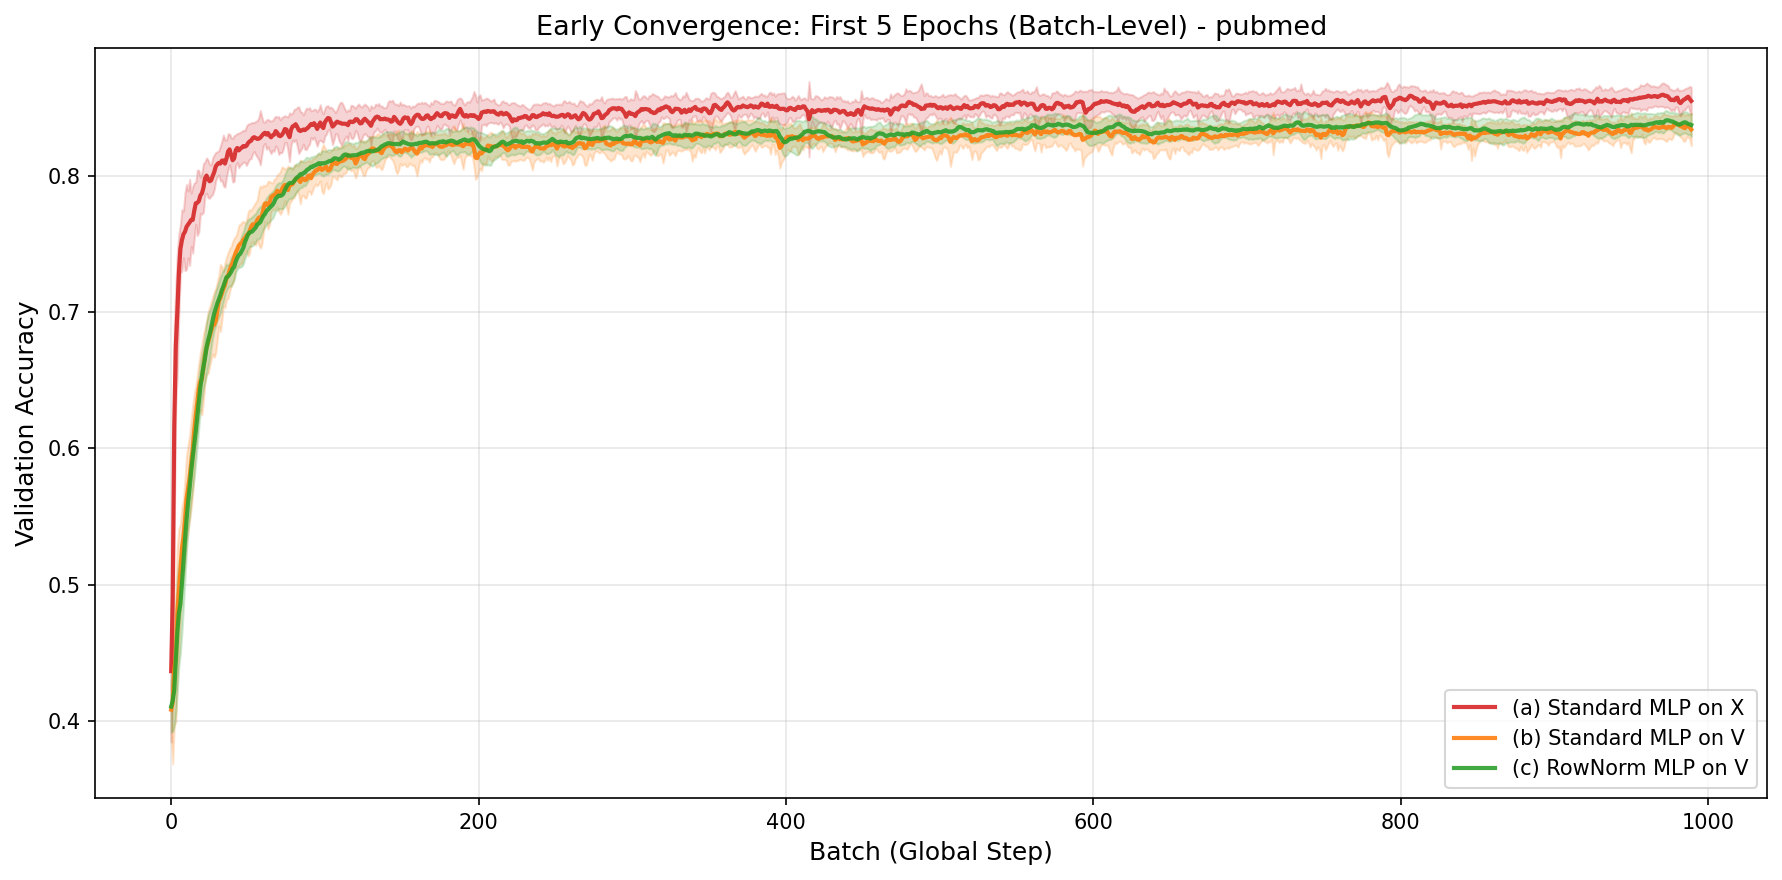 Early Convergence: First 5 Epochs (Batch-Level) - pubmed
Validation Accuracy
0.8
0.7
0.6
0.5
0.4
0 200 400 600 800 1000
Batch (Global Step)
(a) Standard MLP on X
(b) Standard MLP on V
(c) RowNorm MLP on V